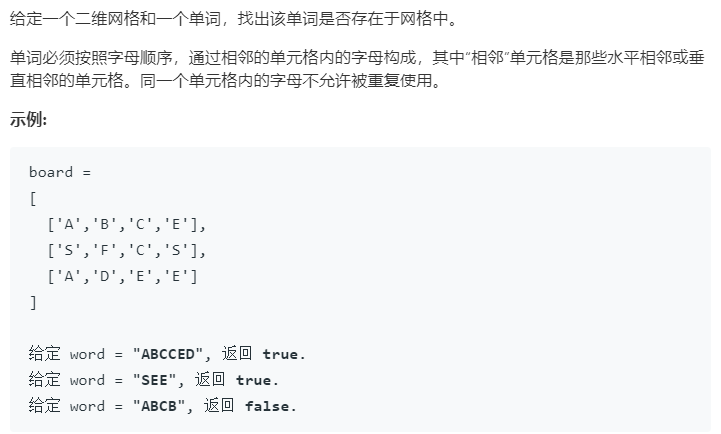 给定一个二维网格和一个单词，找出该单词是否存在于网格中。
单词必须按照字母顺序，通过相邻的单元格内的字母构成，其中“相邻”单元格是那些水平相邻或垂
直相邻的单元格。同一个单元格内的字母不允许被重复使用。
示例:
board =
[
  ['A','B','C','E'],
  ['S','F','C','S'],
  ['A','D','E','E']
]
给定 word = "ABCCED", 返回 true.
给定 word = "SEE", 返回 true.
给定 word = "ABCB", 返回 false.